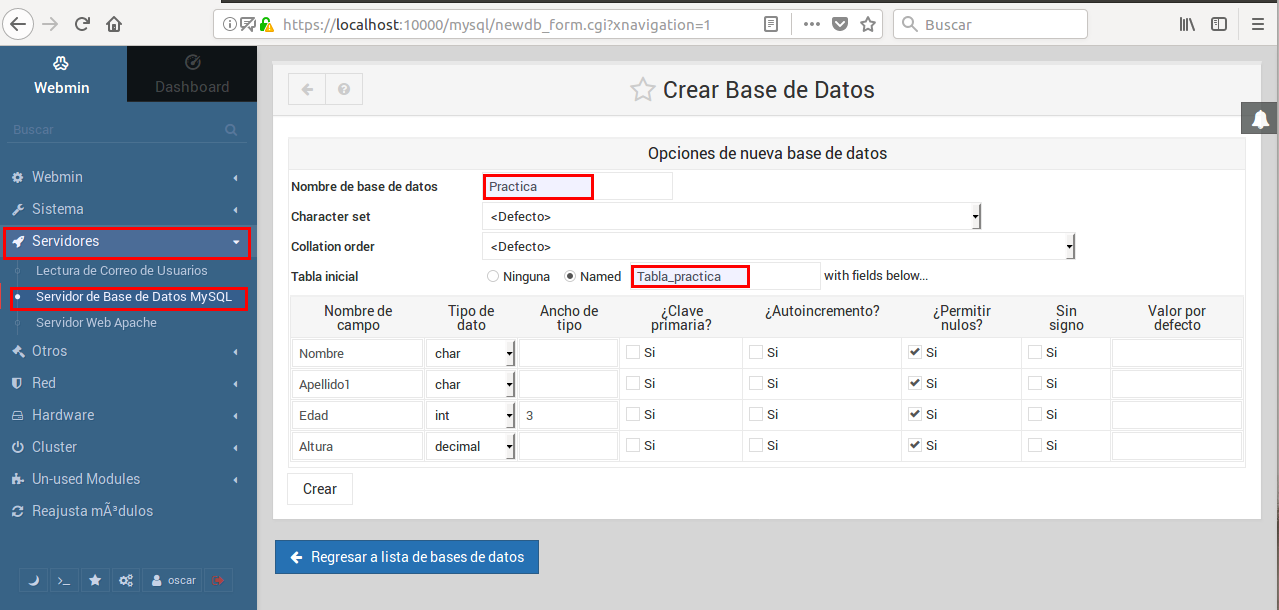 https://localhost:10000/mysql/newdb_form.cgi?xnavigation=1
Buscar
Webmin
Dashboard
Buscar
Webmin
Sistema
Servidores
Lectura de Correo de Usuarios
Servidor de Base de Datos MySQL
Servidor Web Apache
Otros
Red
Hardware
Cluster
Un-used Modules
Reajusta mÃ³dulos
oscar
Crear Base de Datos
Opciones de nueva base de datos
Nombre de base de datos Practica
Character set <Defecto>
Collation order <Defecto>
Tabla inicial Ninguna Named Tabla_practica with fields below...
Nombre de campo Tipo de dato Ancho de tipo ¿Clave primaria? ¿Autoincremento? ¿Permitir nulos? Sin signo Valor por defecto
Nombre char Si Si Si Si
Apellido1 char Si Si Si Si
Edad int 3 Si Si Si Si
Altura decimal Si Si Si Si
Crear
Regresar a lista de bases de datos